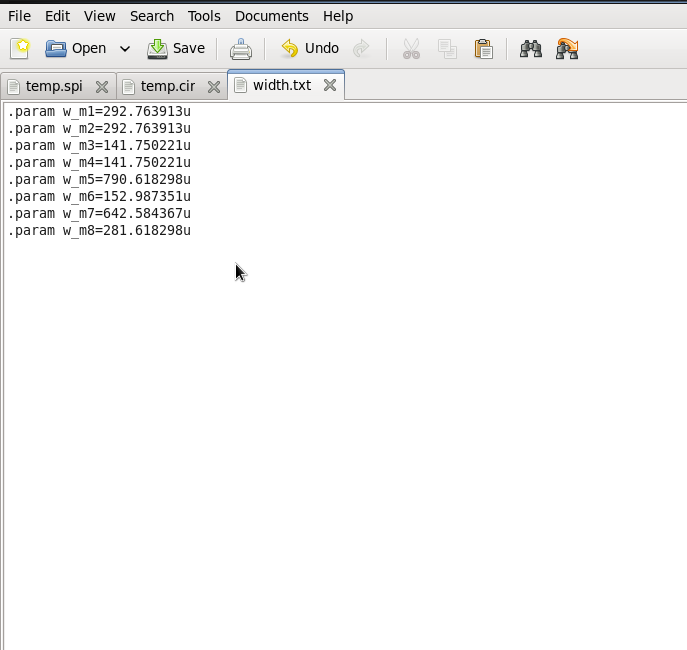 File Edit View Search Tools Documents Help
Open Save Undo
temp.spi temp.cir width.txt
.param w_m1=292.763913u
.param w_m2=292.763913u
.param w_m3=141.750221u
.param w_m4=141.750221u
.param w_m5=790.618298u
.param w_m6=152.987351u
.param w_m7=642.584367u
.param w_m8=281.618298u